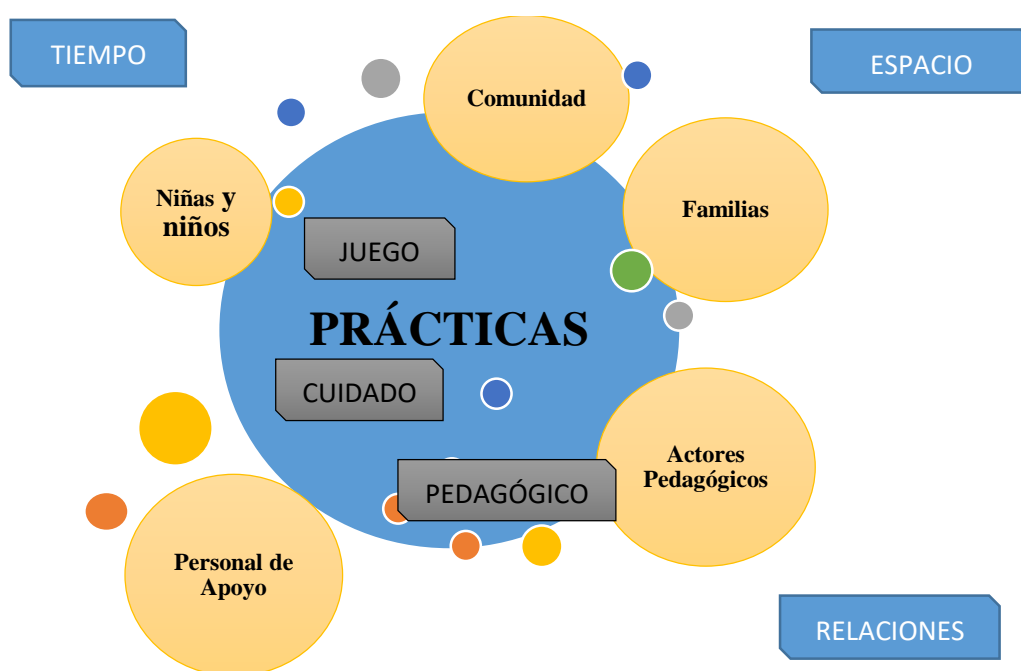 TIEMPO
ESPACIO
Comunidad
Niñas y
niños
Familias
JUEGO
PRÁCTICAS
CUIDADO
Actores
Pedagógicos
PEDAGÓGICO
Personal de
Apoyo
RELACIONES